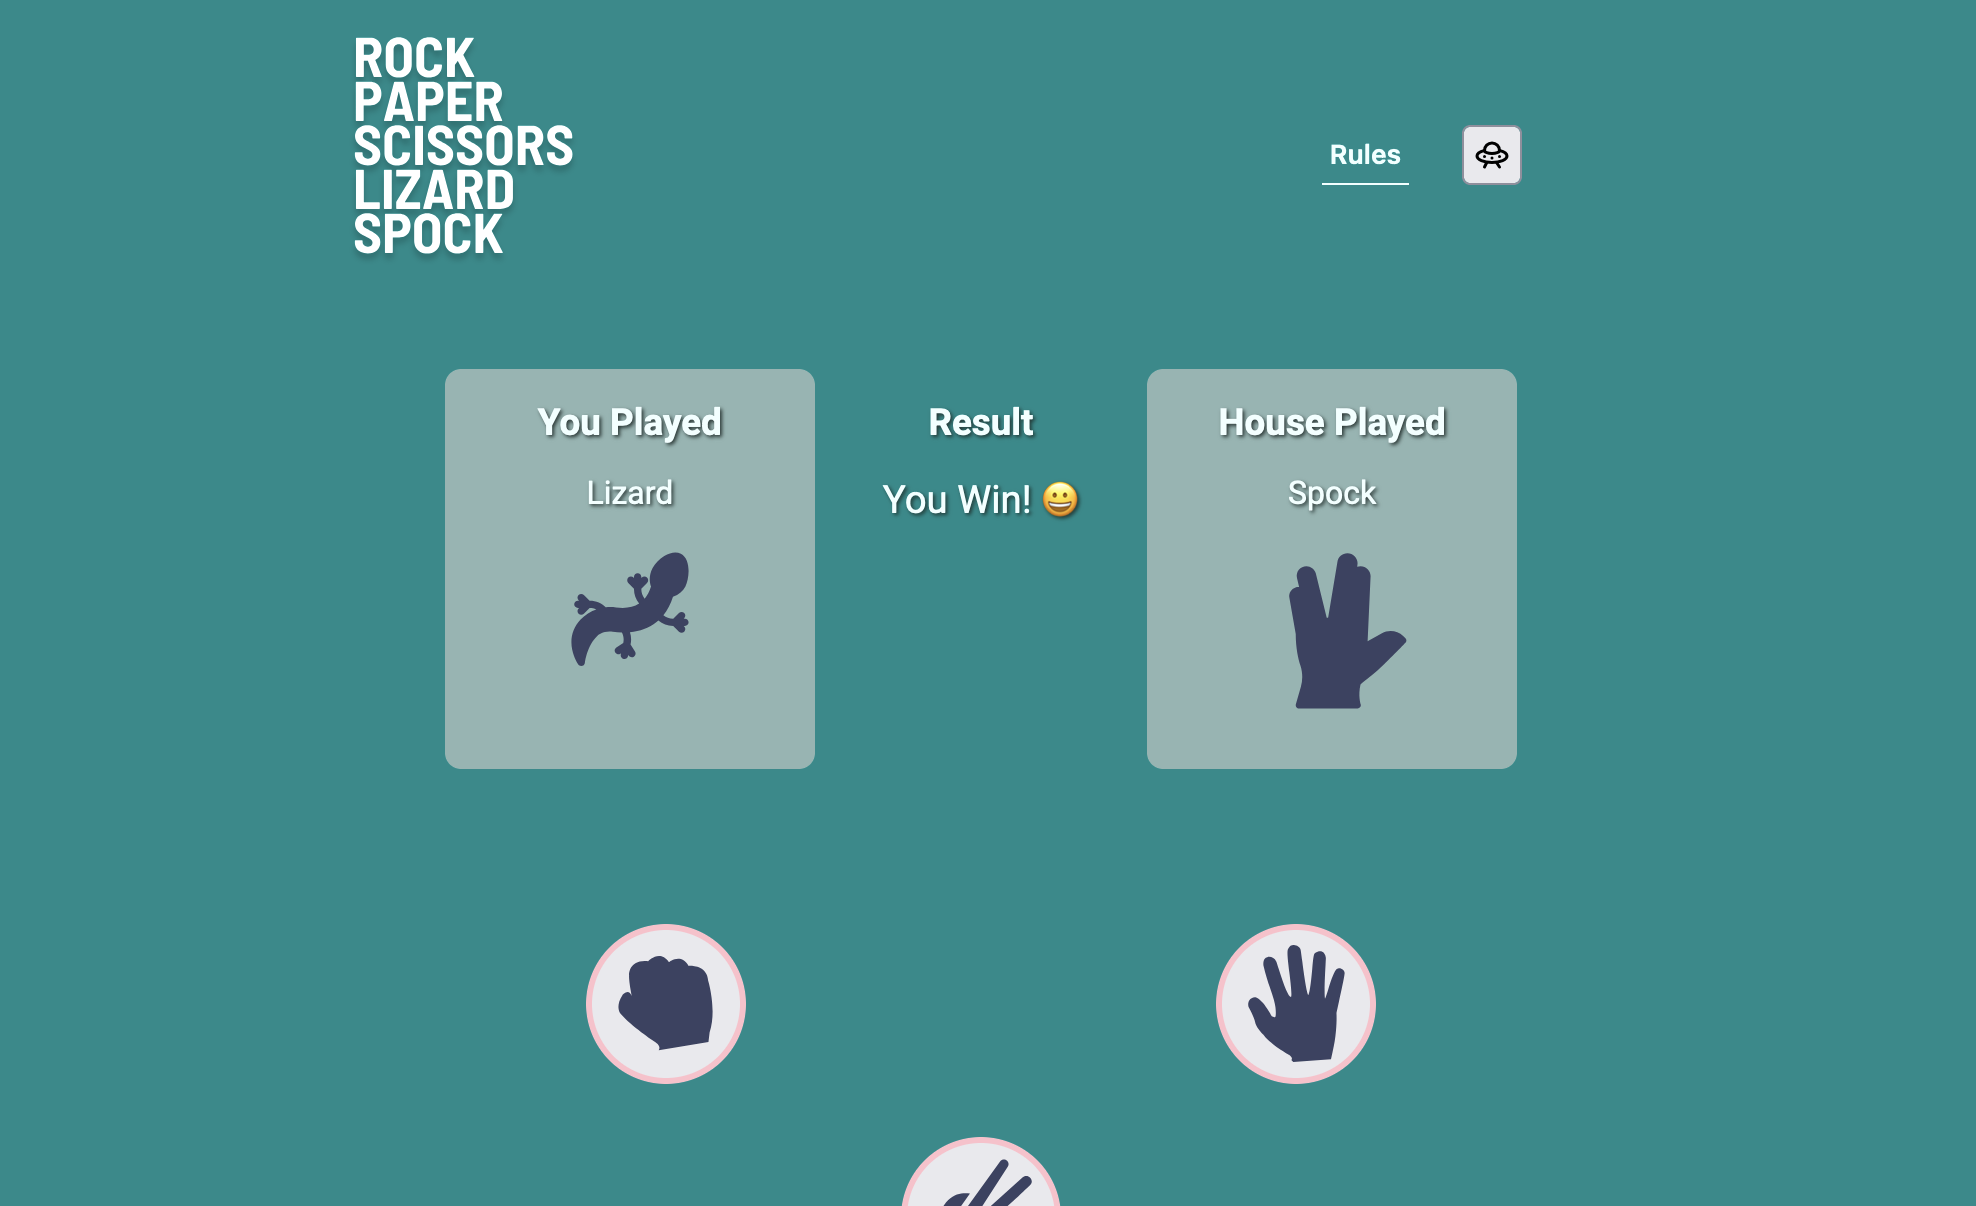 ROCK
PAPER
SCISSORS
LIZARD
SPOCK
Rules
You Played
Lizard
Result
You Win! 😀
House Played
Spock